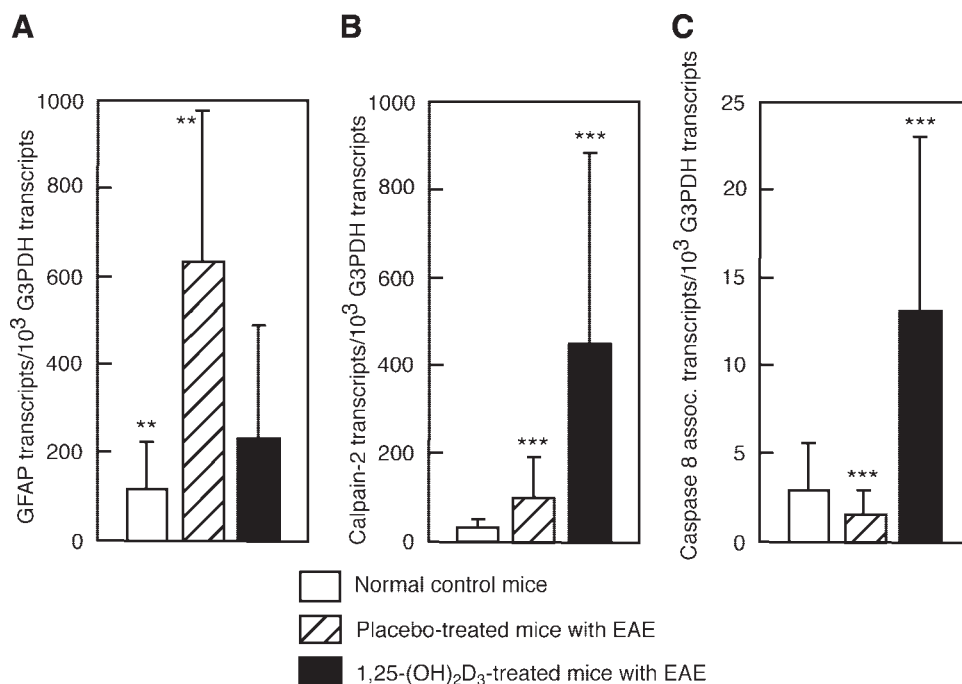 A
B
C
GFAP transcripts/10³ G3PDH transcripts
1000
800
600
400
200
0
**
**
Calpain-2 transcripts/10³ G3PDH transcripts
1000
800
600
400
200
0
***
***
Caspase 8 assoc. transcripts/10³ G3PDH transcripts
25
20
15
10
5
0
***
***
Normal control mice
Placebo-treated mice with EAE
1,25-(OH)₂D₃-treated mice with EAE